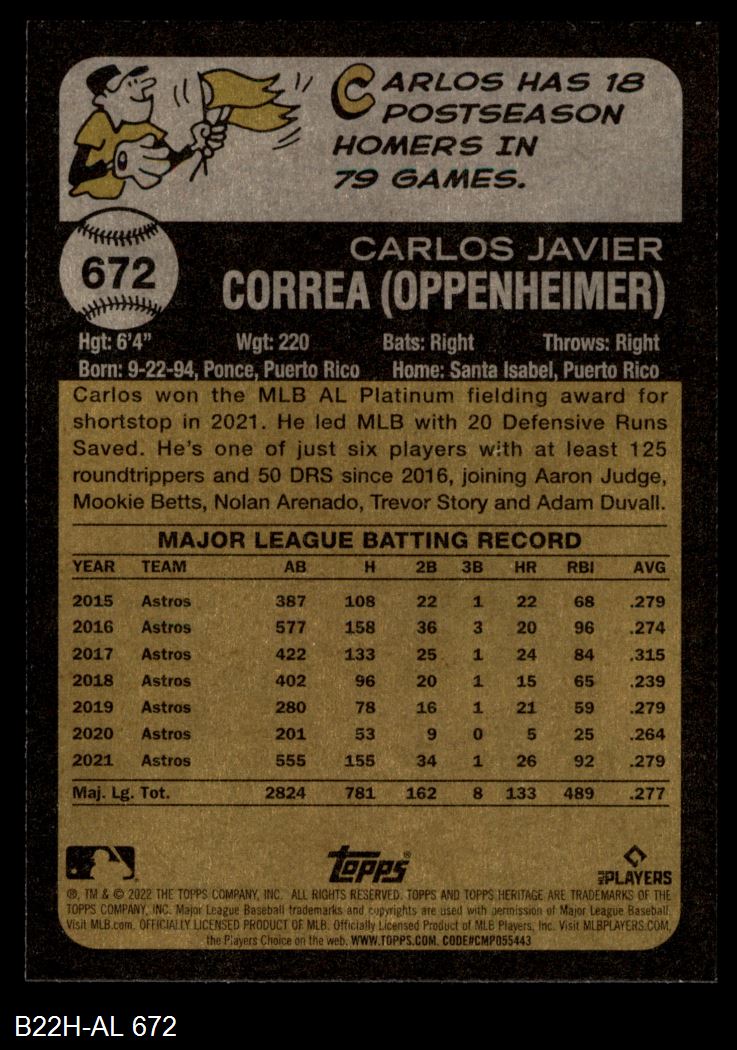 CARLOS HAS 18
POSTSEASON
HOMERS IN
79 GAMES.
672
CARLOS JAVIER
CORREA (OPPENHEIMER)
Hgt: 6'4" Wgt: 220 Bats: Right Throws: Right
Born: 9-22-94, Ponce, Puerto Rico Home: Santa Isabel, Puerto Rico
Carlos won the MLB AL Platinum fielding award for
shortstop in 2021. He led MLB with 20 Defensive Runs
Saved. He's one of just six players with at least 125
roundtrippers and 50 DRS since 2016, joining Aaron Judge,
Mookie Betts, Nolan Arenado, Trevor Story and Adam Duvall.
MAJOR LEAGUE BATTING RECORD
YEAR TEAM AB H 2B 3B HR RBI AVG
2015 Astros 387 108 22 1 22 68 .279
2016 Astros 577 158 36 3 20 96 .274
2017 Astros 422 133 25 1 24 84 .315
2018 Astros 402 96 20 1 15 65 .239
2019 Astros 280 78 16 1 21 59 .279
2020 Astros 201 53 9 0 5 25 .264
2021 Astros 555 155 34 1 26 92 .279
Maj. Lg. Tot. 2824 781 162 8 133 489 .277
Topps® MLB PLAYERS
®, TM & © 2022 THE TOPPS COMPANY, INC. ALL RIGHTS RESERVED. TOPPS AND TOPPS HERITAGE ARE TRADEMARKS OF THE
TOPPS COMPANY, INC. Major League Baseball trademarks and copyrights are used with permission of Major League Baseball.
Visit MLB.com. OFFICIALLY LICENSED PRODUCT OF MLB. Officially Licensed Product of MLB Players, Inc. Visit MLBPLAYERS.COM,
the Players Choice on the web. WWW.TOPPS.COM. CODE#CMP055443
B22H-AL 672